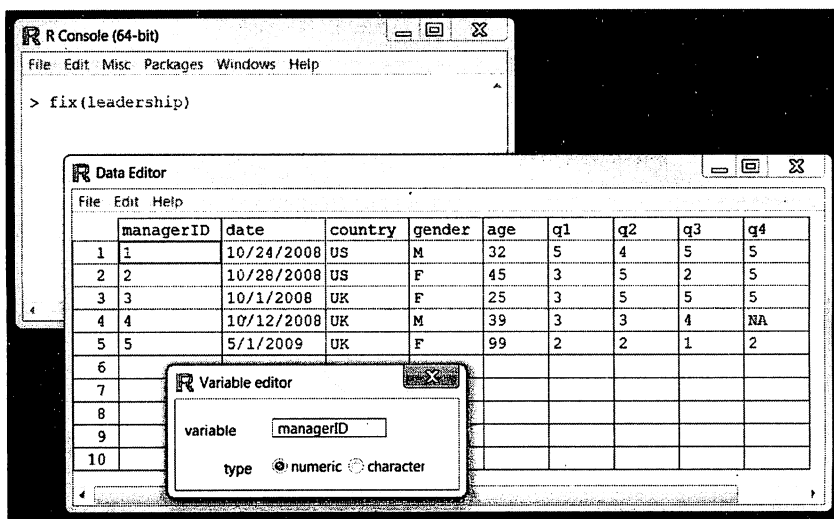 R Console (64-bit)
File Edit Misc Packages Windows Help
> fix(leadership)
R Data Editor
File Edit Help
managerID date country gender age q1 q2 q3 q4
1 1 10/24/2008 US M 32 5 4 5 5
2 2 10/28/2008 US F 45 3 5 2 5
3 3 10/1/2008 UK F 25 3 5 5 5
4 4 10/12/2008 UK M 39 3 3 4 NA
5 5 5/1/2009 UK F 99 2 2 1 2
6
7
8
9
10
R Variable editor
variable managerID
type numeric character